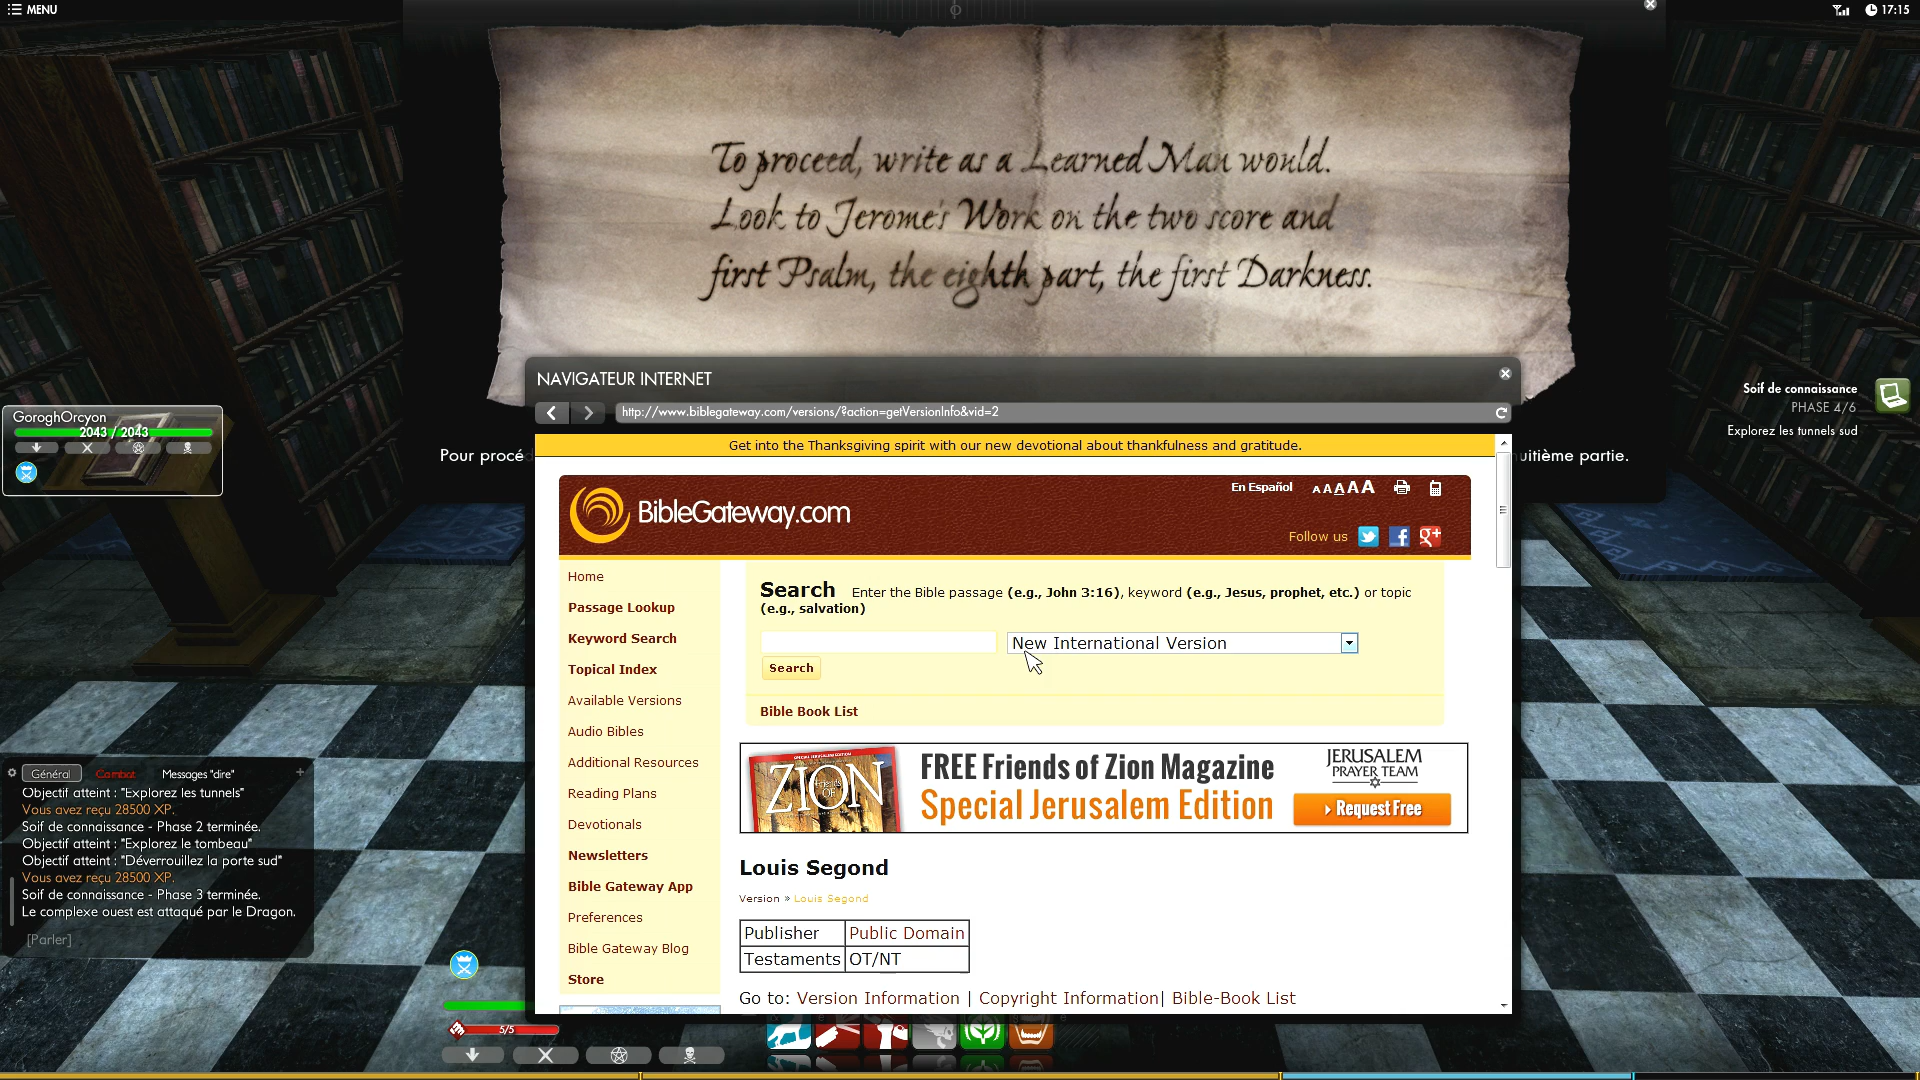 MENU
17:15
To proceed, write as a Learned Man would.
Look to Jerome's Work on the two score and
first Psalm, the eighth part, the first Darkness.
NAVIGATEUR INTERNET
http://www.biblegateway.com/versions/?action=getVersionInfo&vid=2
Soif de connaissance
PHASE 4/6
Explorez les tunnels sud
GoroghOrcyon
2043 / 2043
Pour procéd
uitième partie.
Get into the Thanksgiving spirit with our new devotional about thankfulness and gratitude.
En Español A A A A A
BibleGateway.com
Follow us
Home
Passage Lookup
Keyword Search
Topical Index
Available Versions
Audio Bibles
Additional Resources
Reading Plans
Devotionals
Newsletters
Bible Gateway App
Preferences
Bible Gateway Blog
Store
Search Enter the Bible passage (e.g., John 3:16), keyword (e.g., Jesus, prophet, etc.) or topic
(e.g., salvation)
New International Version
Search
Bible Book List
SPECIAL JERUSALEM EDITION
Friends OF
ZION
FREE Friends of Zion Magazine
Special Jerusalem Edition
JERUSALEM
PRAYER TEAM
Request Free
Louis Segond
Version » Louis Segond
Publisher Public Domain
Testaments OT/NT
Go to: Version Information | Copyright Information| Bible-Book List
Général Combat Messages "dire"
Objectif atteint : "Explorez les tunnels"
Vous avez reçu 28500 XP.
Soif de connaissance - Phase 2 terminée.
Objectif atteint : "Explorez le tombeau"
Objectif atteint : "Déverrouillez la porte sud"
Vous avez reçu 28500 XP.
Soif de connaissance - Phase 3 terminée.
Le complexe ouest est attaqué par le Dragon.
[Parler]
5/5